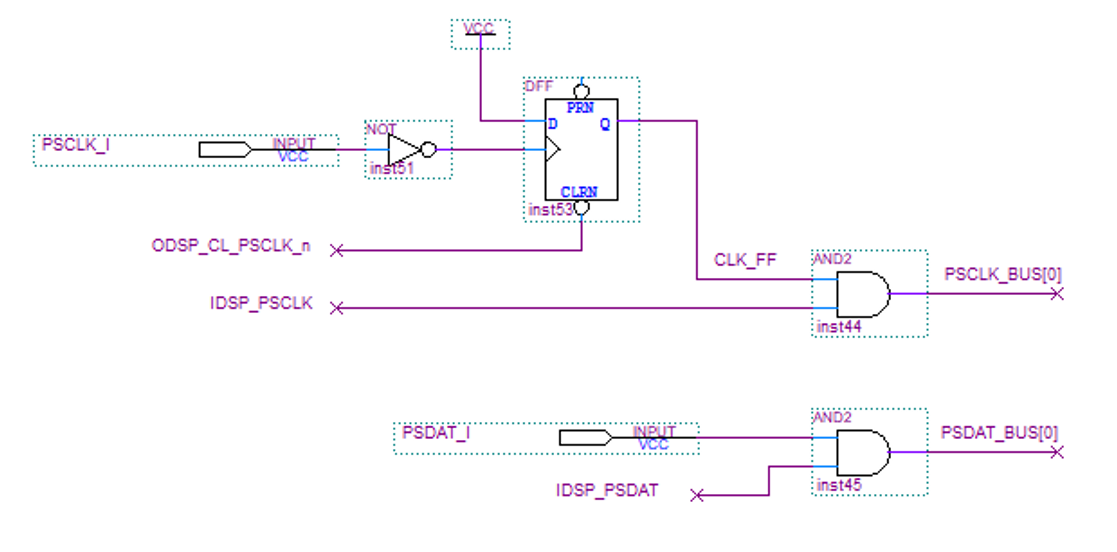 VCC
DFF
PRN
D
Q
NOT
PSCLK_I
INPUT
VCC
inst51
CLRN
inst53
ODSP_CL_PSCLK_n
CLK_FF
AND2
PSCLK_BUS[0]
IDSP_PSCLK
inst44
AND2
PSDAT_I
INPUT
VCC
PSDAT_BUS[0]
IDSP_PSDAT
inst45